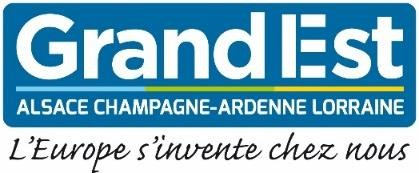 Grand Est
ALSACE CHAMPAGNE-ARDENNE LORRAINE
L'Europe s'invente chez nous